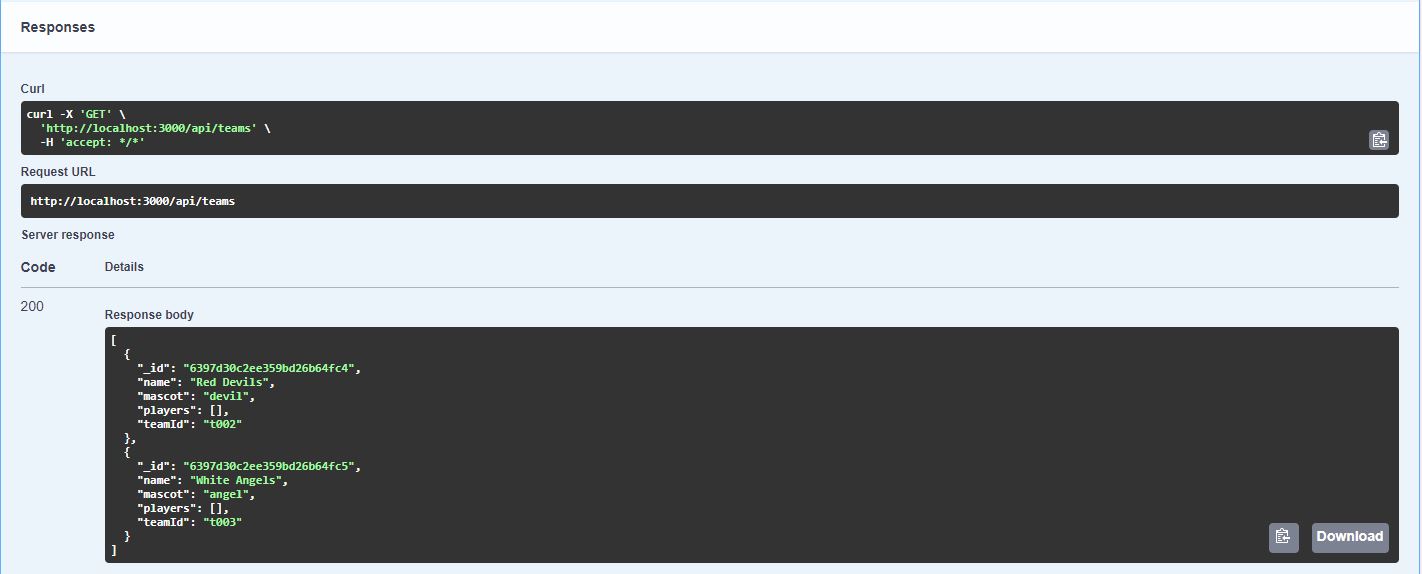 Responses
Curl
curl -X 'GET' \
  'http://localhost:3000/api/teams' \
  -H 'accept: */*'
Request URL
http://localhost:3000/api/teams
Server response
Code Details
200
Response body
[
  {
    "_id": "6397d30c2ee359bd26b64fc4",
    "name": "Red Devils",
    "mascot": "devil",
    "players": [],
    "teamId": "t002"
  },
  {
    "_id": "6397d30c2ee359bd26b64fc5",
    "name": "White Angels",
    "mascot": "angel",
    "players": [],
    "teamId": "t003"
  }
]
Download